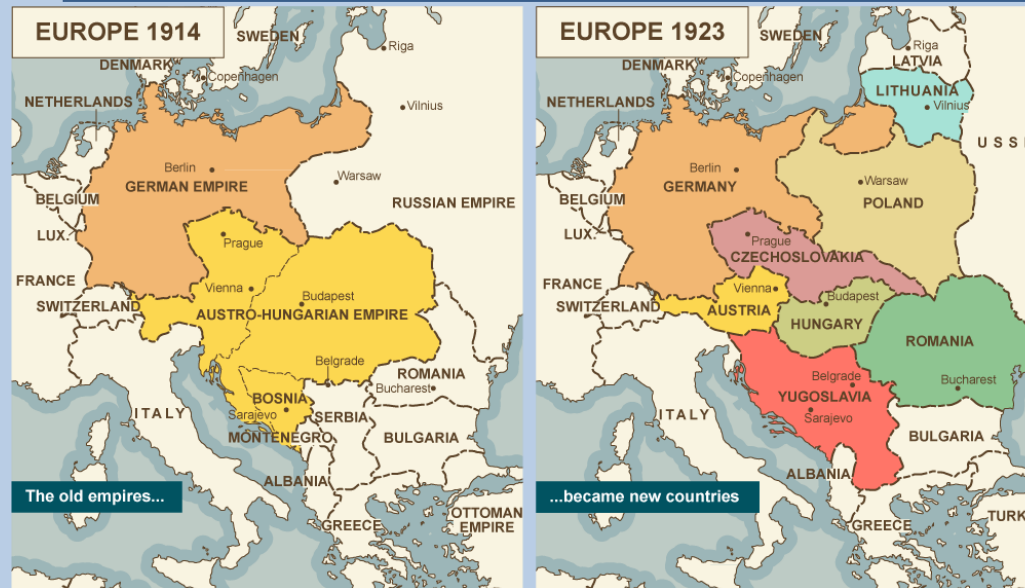 EUROPE 1914
SWEDEN
Riga
DENMARK
Copenhagen
NETHERLANDS
Vilnius
Berlin
GERMAN EMPIRE
Warsaw
BELGIUM
RUSSIAN EMPIRE
LUX.
Prague
FRANCE
Vienna
SWITZERLAND
Budapest
AUSTRO-HUNGARIAN EMPIRE
Belgrade
ROMANIA
Bucharest
BOSNIA
Sarajevo
SERBIA
ITALY
MONTENEGRO
BULGARIA
ALBANIA
The old empires...
OTTOMAN
EMPIRE
GREECE
EUROPE 1923
SWEDEN
Riga
LATVIA
DENMARK
Copenhagen
LITHUANIA
NETHERLANDS
Vilnius
USS
Berlin
GERMANY
Warsaw
BELGIUM
POLAND
LUX.
Prague
CZECHOSLOVAKIA
FRANCE
Vienna
SWITZERLAND
Budapest
AUSTRIA
HUNGARY
ROMANIA
Belgrade
Bucharest
YUGOSLAVIA
Sarajevo
ITALY
BULGARIA
ALBANIA
...became new countries
TURK
GREECE